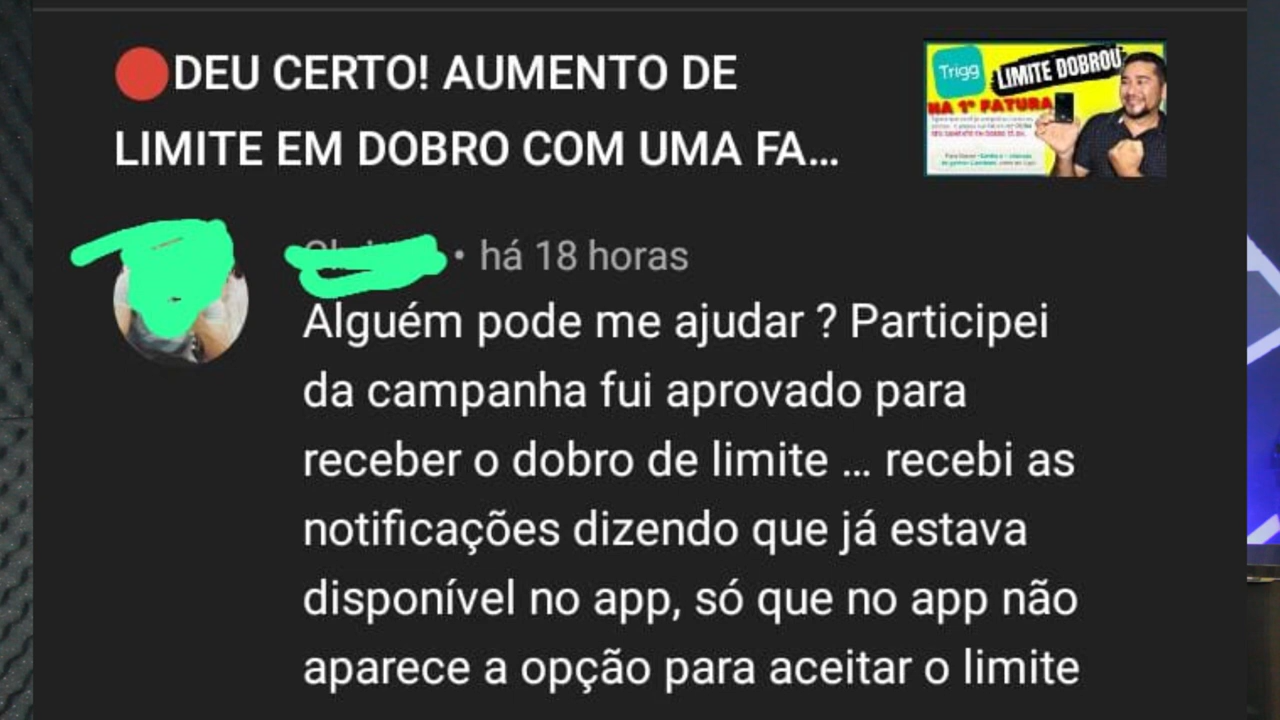 DEU CERTO! AUMENTO DE
LIMITE EM DOBRO COM UMA FA...
Trigg
LIMITE DOBROU
NA 1ª FATURA
• há 18 horas
Alguém pode me ajudar ? Participei
da campanha fui aprovado para
receber o dobro de limite ... recebi as
notificações dizendo que já estava
disponível no app, só que no app não
aparece a opção para aceitar o limite